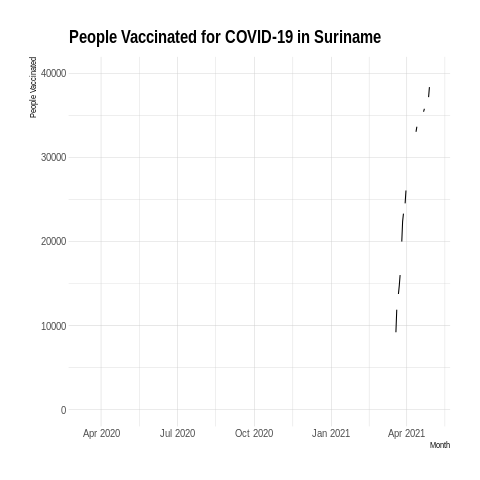 People Vaccinated for COVID-19 in Suriname
People Vaccinated
40000
30000
20000
10000
0
Apr 2020 Jul 2020 Oct 2020 Jan 2021 Apr 2021
Month